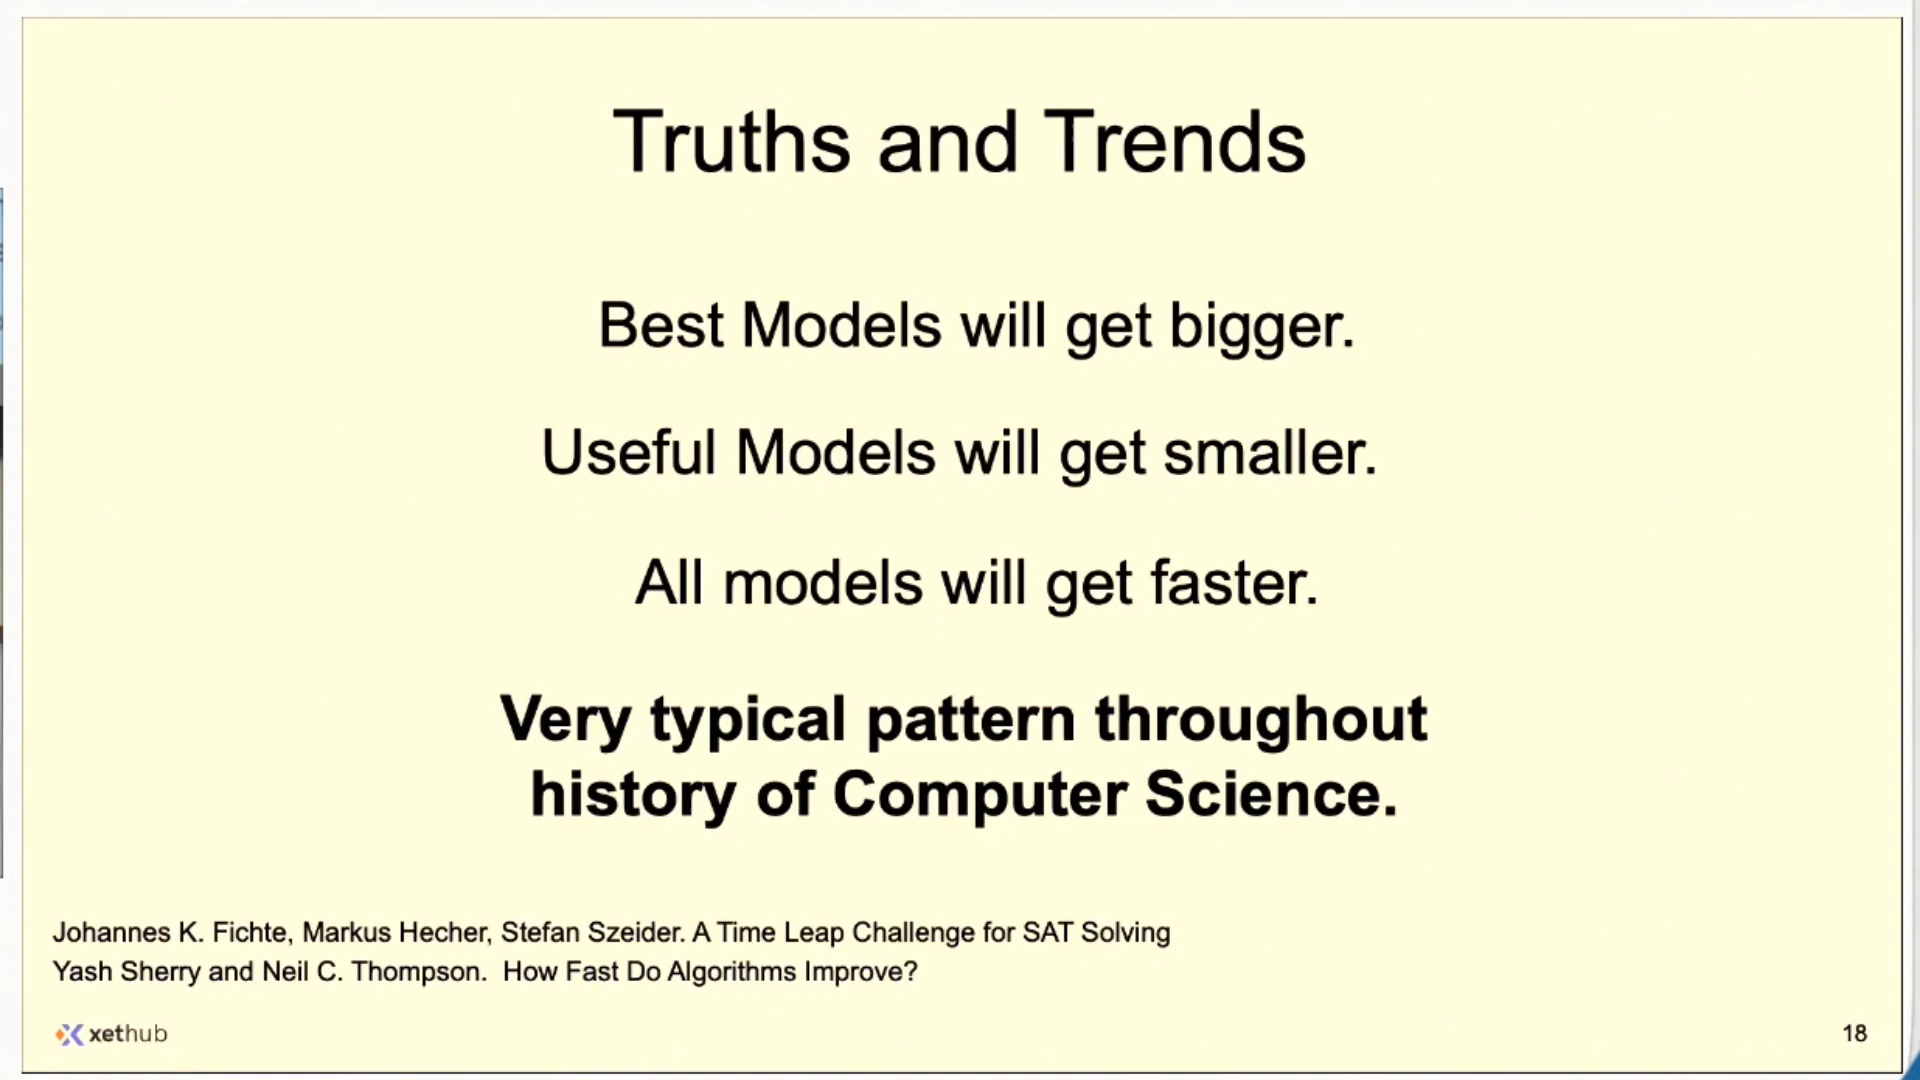 Truths and Trends
Best Models will get bigger.
Useful Models will get smaller.
All models will get faster.
Very typical pattern throughout
history of Computer Science.
Johannes K. Fichte, Markus Hecher, Stefan Szeider. A Time Leap Challenge for SAT Solving
Yash Sherry and Neil C. Thompson. How Fast Do Algorithms Improve?
xethub
18